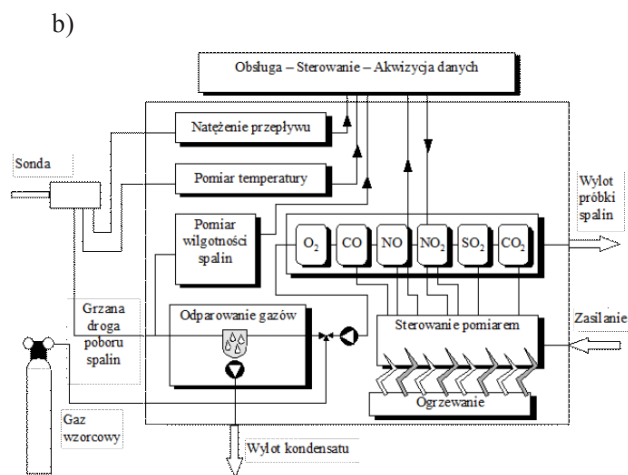 b)
Obsługa – Sterowanie – Akwizycja danych
Natężenie przepływu
Sonda
Pomiar temperatury
Wylot
próbki
spalin
Pomiar
wilgotności
spalin
O₂ CO NO NO₂ SO₂ CO₂
Grzana
droga
poboru
spalin
Odparowanie gazów
Sterowanie pomiarem
Zasilanie
Ogrzewanie
Gaz
wzorcowy
Wylot kondensatu